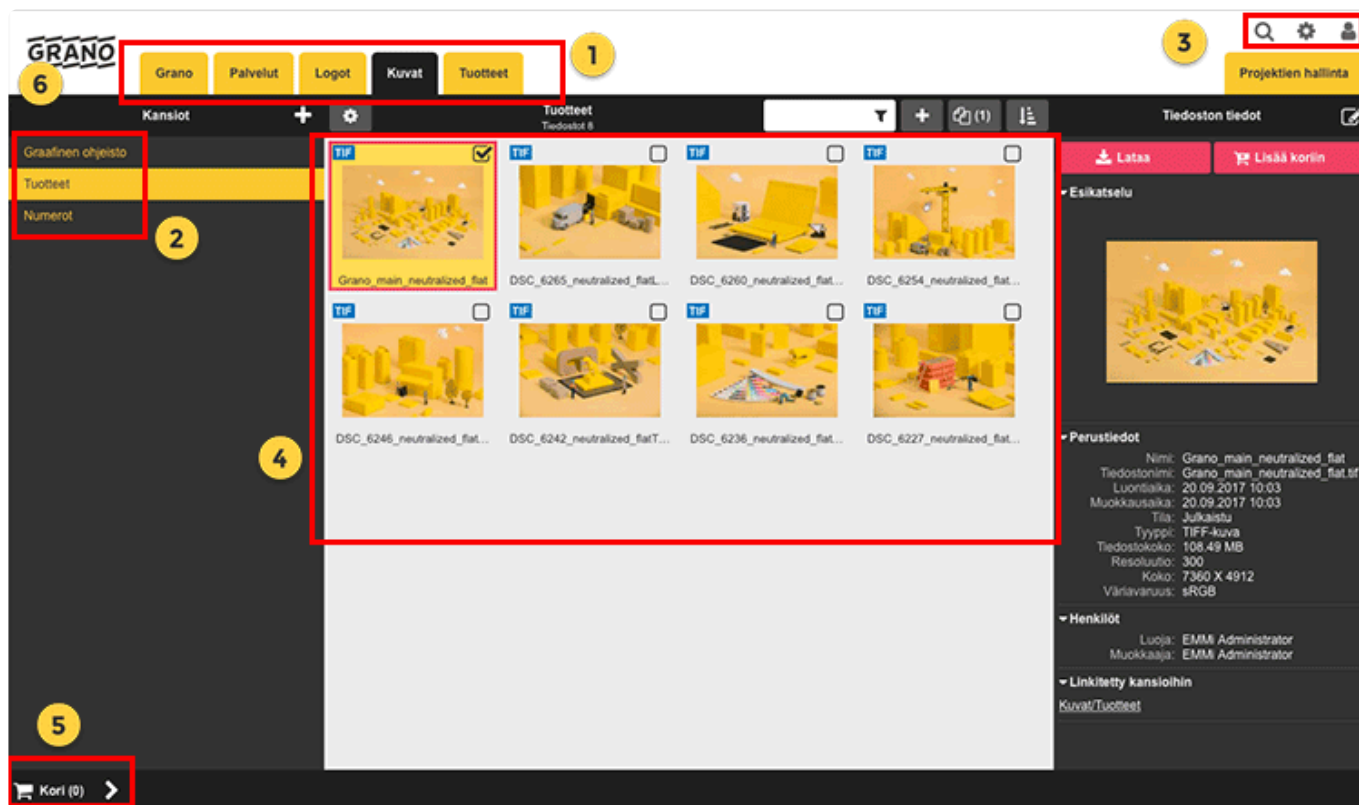 GRANO
Grano
Palvelut
Logot
Kuvat
Tuotteet
1
3
Projektien hallinta
6
Kansiot
Tuotteet
Tiedostot 8
(1)
Tiedoston tiedot
Graafinen ohjeisto
Tuotteet
Numerot
2
TIF
TIF
TIF
TIF
Grano_main_neutralized_flat
DSC_6265_neutralized_flatL...
DSC_6260_neutralized_flat...
DSC_6254_neutralized_flat...
TIF
TIF
TIF
TIF
DSC_6246_neutralized_flat...
DSC_6242_neutralized_flatT...
DSC_6236_neutralized_flat...
DSC_6227_neutralized_flat...
4
Lataa
Lisää koriin
Esikatselu
Perustiedot
Nimi: Grano_main_neutralized_flat
Tiedostonimi: Grano_main_neutralized_flat.tif
Luontiaika: 20.09.2017 10:03
Muokkausaika: 20.09.2017 10:03
Tila: Julkaistu
Tyyppi: TIFF-kuva
Tiedostokoko: 108.49 MB
Resoluutio: 300
Koko: 7360 X 4912
Väriavaruus: sRGB
Henkilöt
Luoja: EMMi Administrator
Muokkaaja: EMMi Administrator
Linkitetty kansioihin
Kuvat/Tuotteet
5
Kori (0)